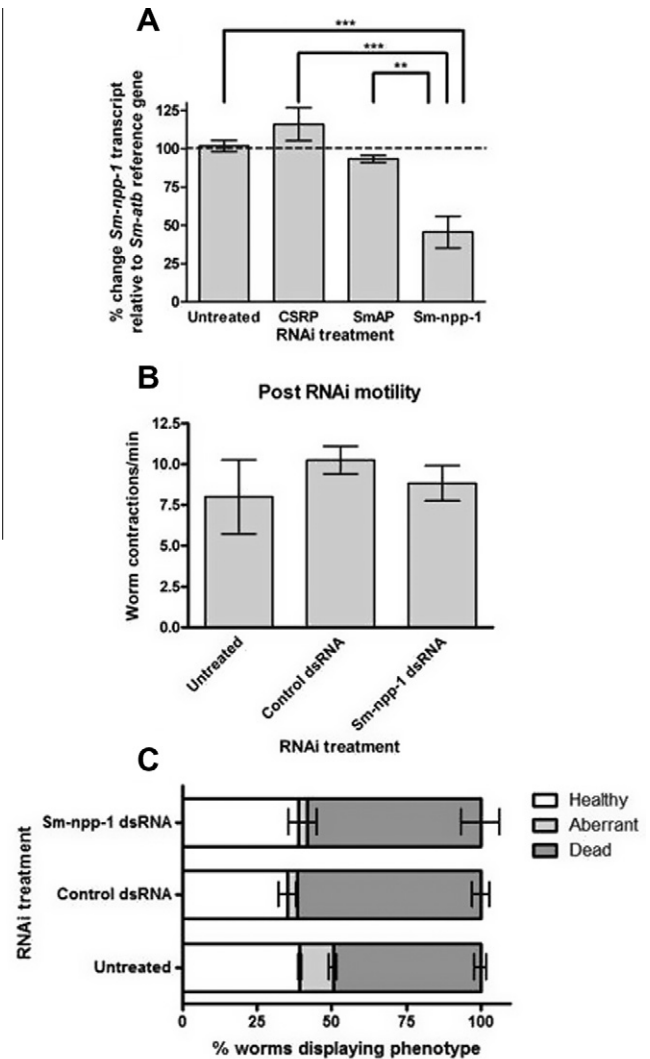 A
***
***
**
% change Sm-npp-1 transcript
relative to Sm-atb reference gene
125
100
75
50
25
0
Untreated CSRP SmAP Sm-npp-1
RNAi treatment
B
Post RNAi motility
Worm contractions/min
12.5
10.0
7.5
5.0
2.5
0.0
Untreated
Control dsRNA
Sm-npp-1 dsRNA
RNAi treatment
C
RNAi treatment
Sm-npp-1 dsRNA
Control dsRNA
Untreated
Healthy
Aberrant
Dead
0 25 50 75 100
% worms displaying phenotype